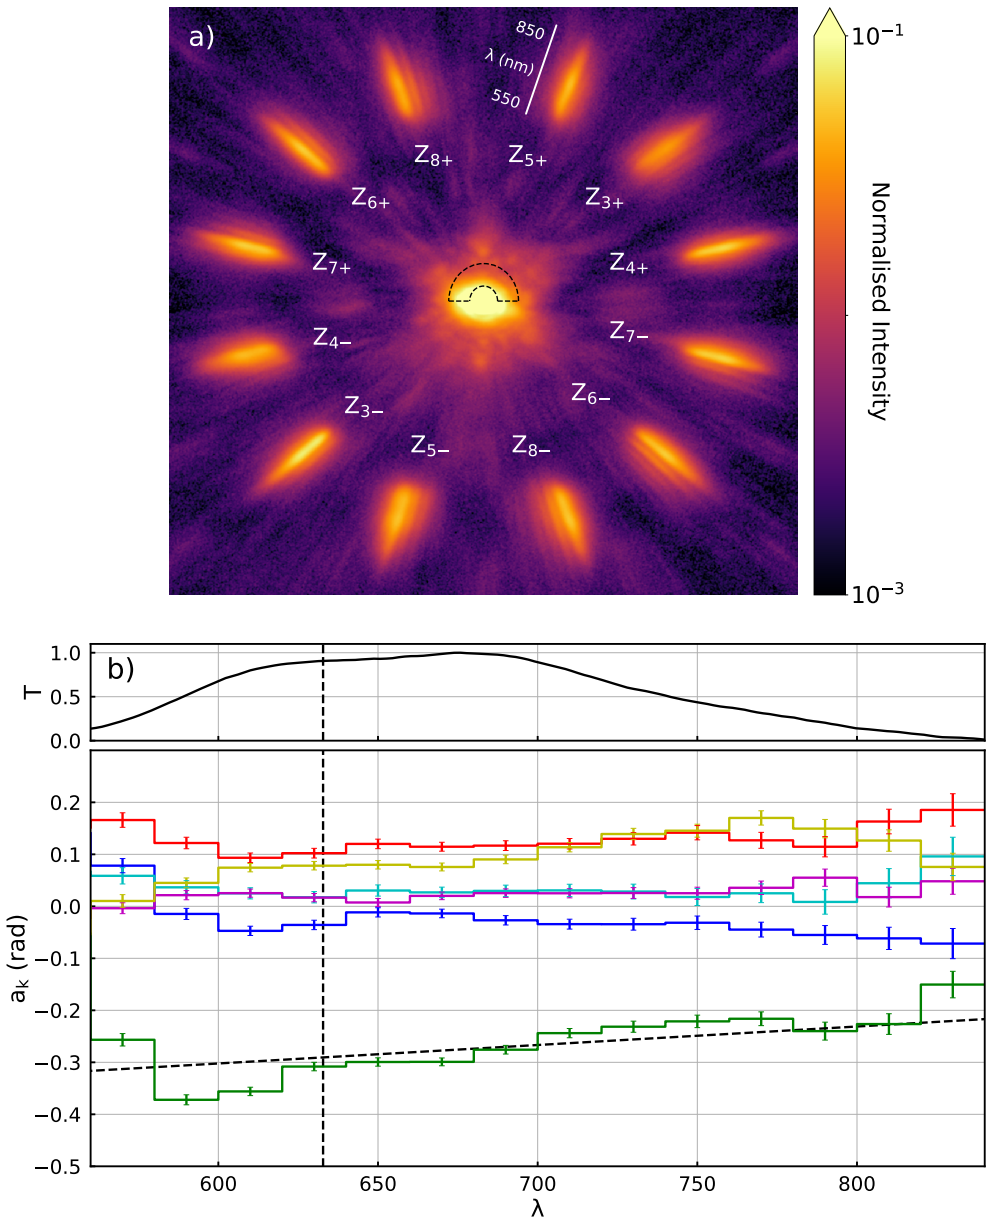 a)
850
λ (nm)
550
Z8+
Z5+
Z6+
Z3+
Z7+
Z4+
Z4−
Z7−
Z3−
Z6−
Z5−
Z8−
10−1
Normalised Intensity
10−3
b)
T
1.0
0.5
0.0
ak (rad)
0.2
0.1
0.0
−0.1
−0.2
−0.3
−0.4
−0.5
600
650
700
750
800
λ